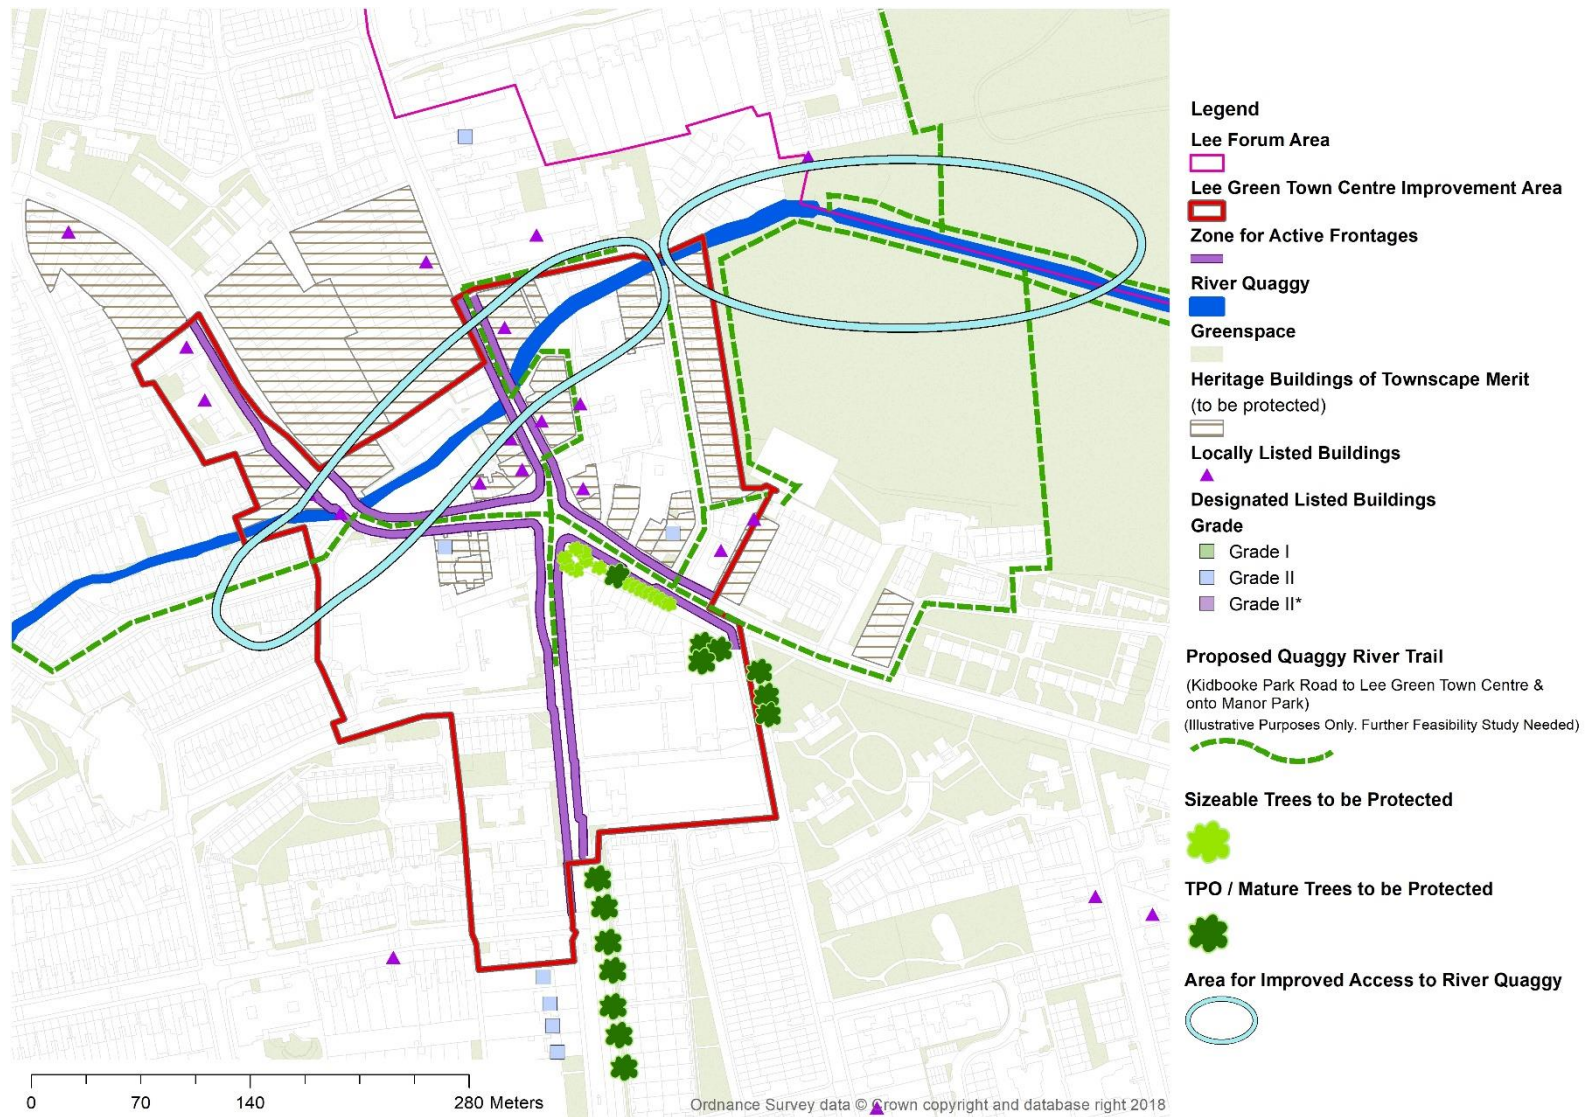 Legend
Lee Forum Area
Lee Green Town Centre Improvement Area
Zone for Active Frontages
River Quaggy
Greenspace
Heritage Buildings of Townscape Merit
(to be protected)
Locally Listed Buildings
Designated Listed Buildings
Grade
Grade I
Grade II
Grade II*
Proposed Quaggy River Trail
(Kidbooke Park Road to Lee Green Town Centre &
onto Manor Park)
(Illustrative Purposes Only. Further Feasibility Study Needed)
Sizeable Trees to be Protected
TPO / Mature Trees to be Protected
Area for Improved Access to River Quaggy
0 70 140 280 Meters
Ordnance Survey data © Crown copyright and database right 2018